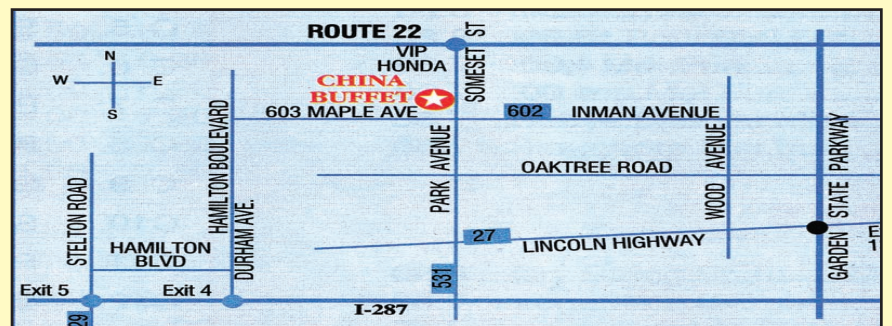 ROUTE 22
SOMESET ST
VIP
HONDA
N
W E
S
CHINA
BUFFET
603 MAPLE AVE
602
INMAN AVENUE
HAMILTON BOULEVARD
PARK AVENUE
OAKTREE ROAD
WOOD AVENUE
GARDEN STATE PARKWAY
STELTON ROAD
DURHAM AVE.
HAMILTON
BLVD
27
LINCOLN HIGHWAY
E
1
531
Exit 5
Exit 4
I-287
29